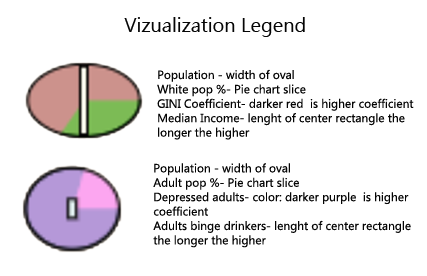 Vizualization Legend
Population - width of oval
White pop %- Pie chart slice
GINI Coefficient- darker red  is higher coefficient
Median Income- lenght of center rectangle the
longer the higher
Population - width of oval
Adult pop %- Pie chart slice
Depressed adults- color: darker purple  is higher
coefficient
Adults binge drinkers- lenght of center rectangle
the longer the higher